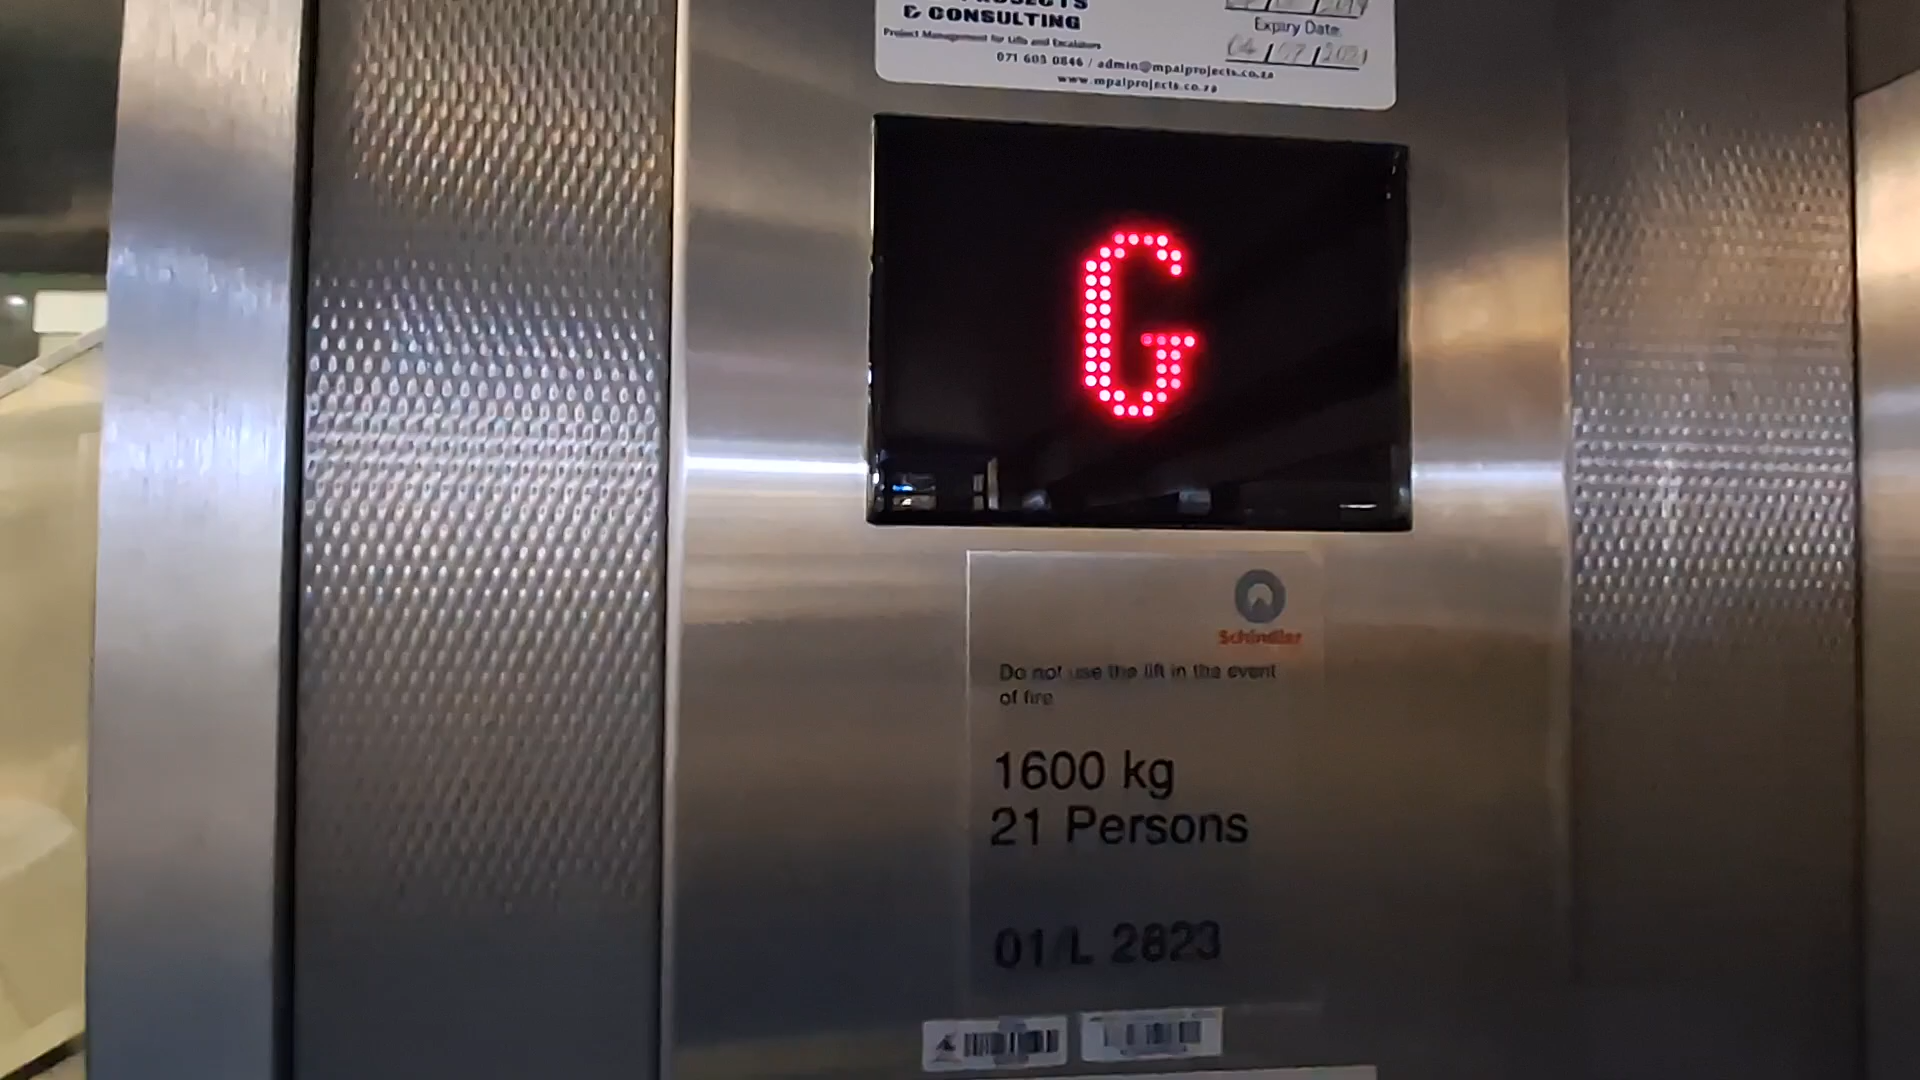 & CONSULTING
Project Management for Lifts and Escalators
071 603 0846 / admin@mpalprojects.co.za
www.mpalprojects.co.za
Expiry Date
G
Schindler
Do not use the lift in the event
of fire
1600 kg
21 Persons
01/L 2823